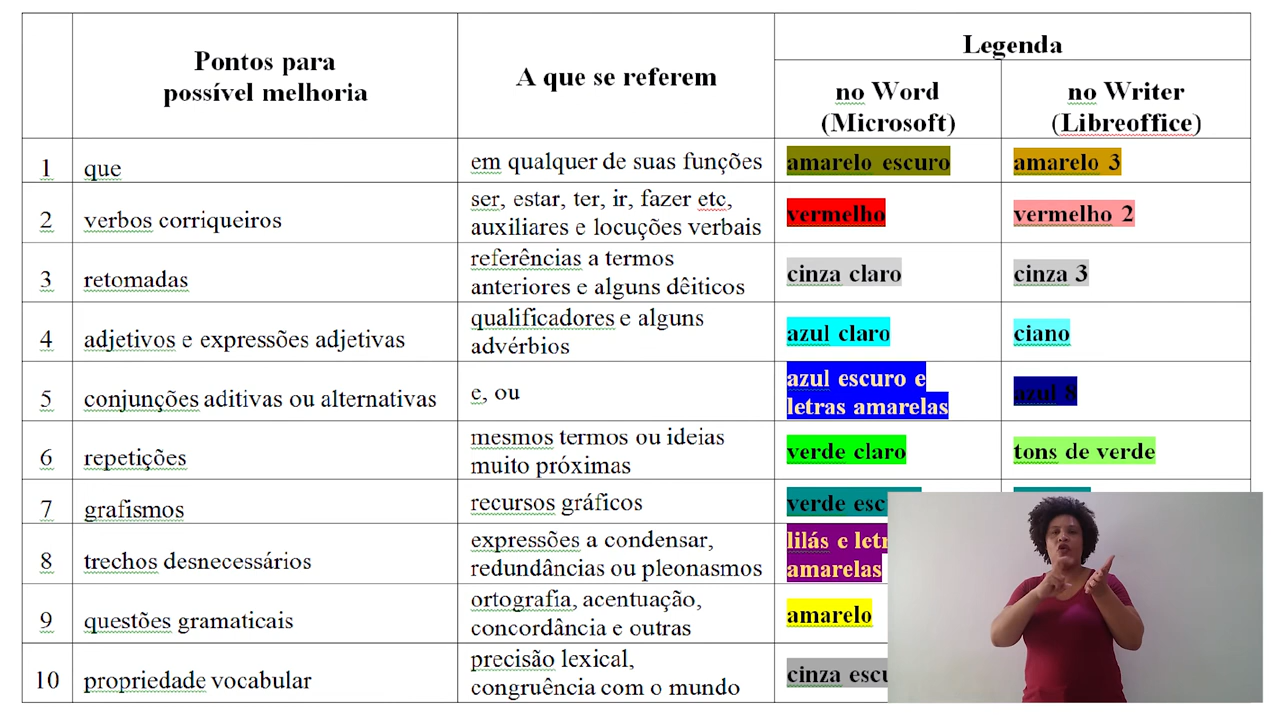 Pontos para
possível melhoria
A que se referem
Legenda
no Word
(Microsoft)
no Writer
(Libreoffice)
1
que
em qualquer de suas funções
amarelo escuro
amarelo 3
2
verbos corriqueiros
ser, estar, ter, ir, fazer etc,
auxiliares e locuções verbais
vermelho
vermelho 2
3
retomadas
referências a termos
anteriores e alguns dêiticos
cinza claro
cinza 3
4
adjetivos e expressões adjetivas
qualificadores e alguns
advérbios
azul claro
ciano
5
conjunções aditivas ou alternativas
e, ou
azul escuro e
letras amarelas
azul 8
6
repetições
mesmos termos ou ideias
muito próximas
verde claro
tons de verde
7
grafismos
recursos gráficos
verde
8
trechos desnecessários
expressões a condensar,
redundâncias ou pleonasmos
lilás e
amarelas
9
questões gramaticais
ortografia, acentuação,
concordância e outras
amarelo
10
propriedade vocabular
precisão lexical,
congruência com o mundo
cinza